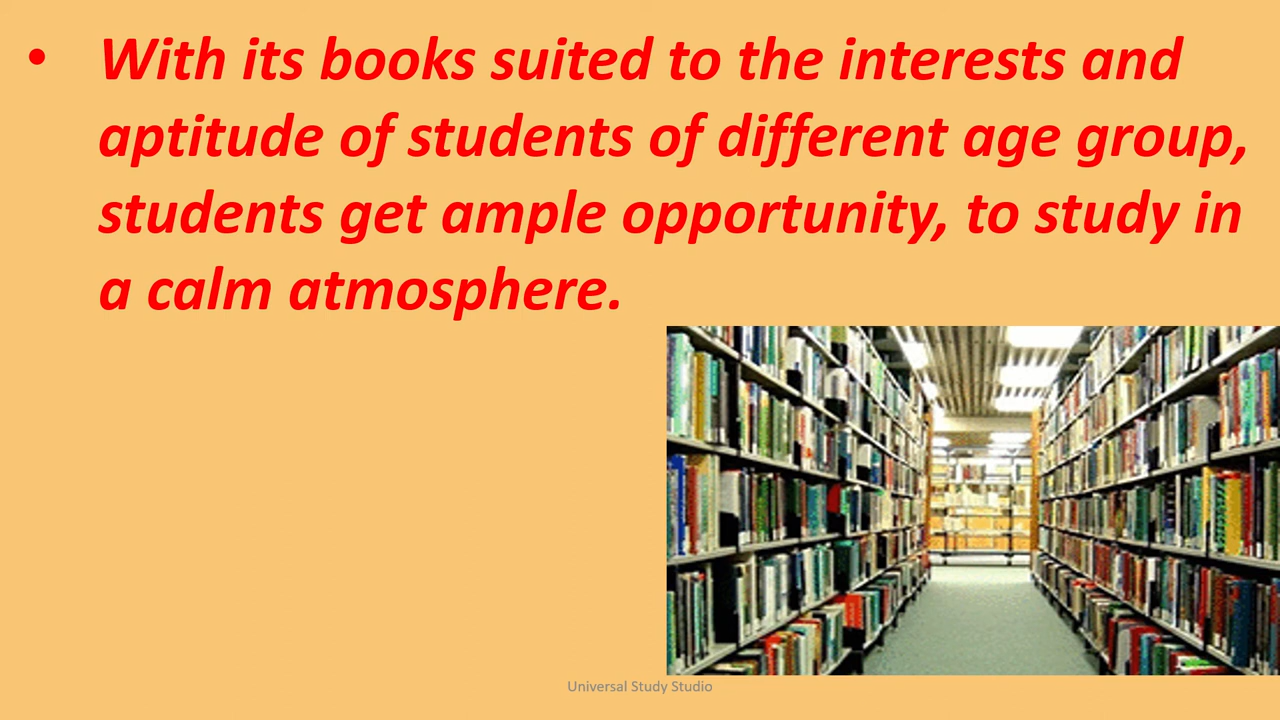 • With its books suited to the interests and
aptitude of students of different age group,
students get ample opportunity, to study in
a calm atmosphere.
Universal Study Studio